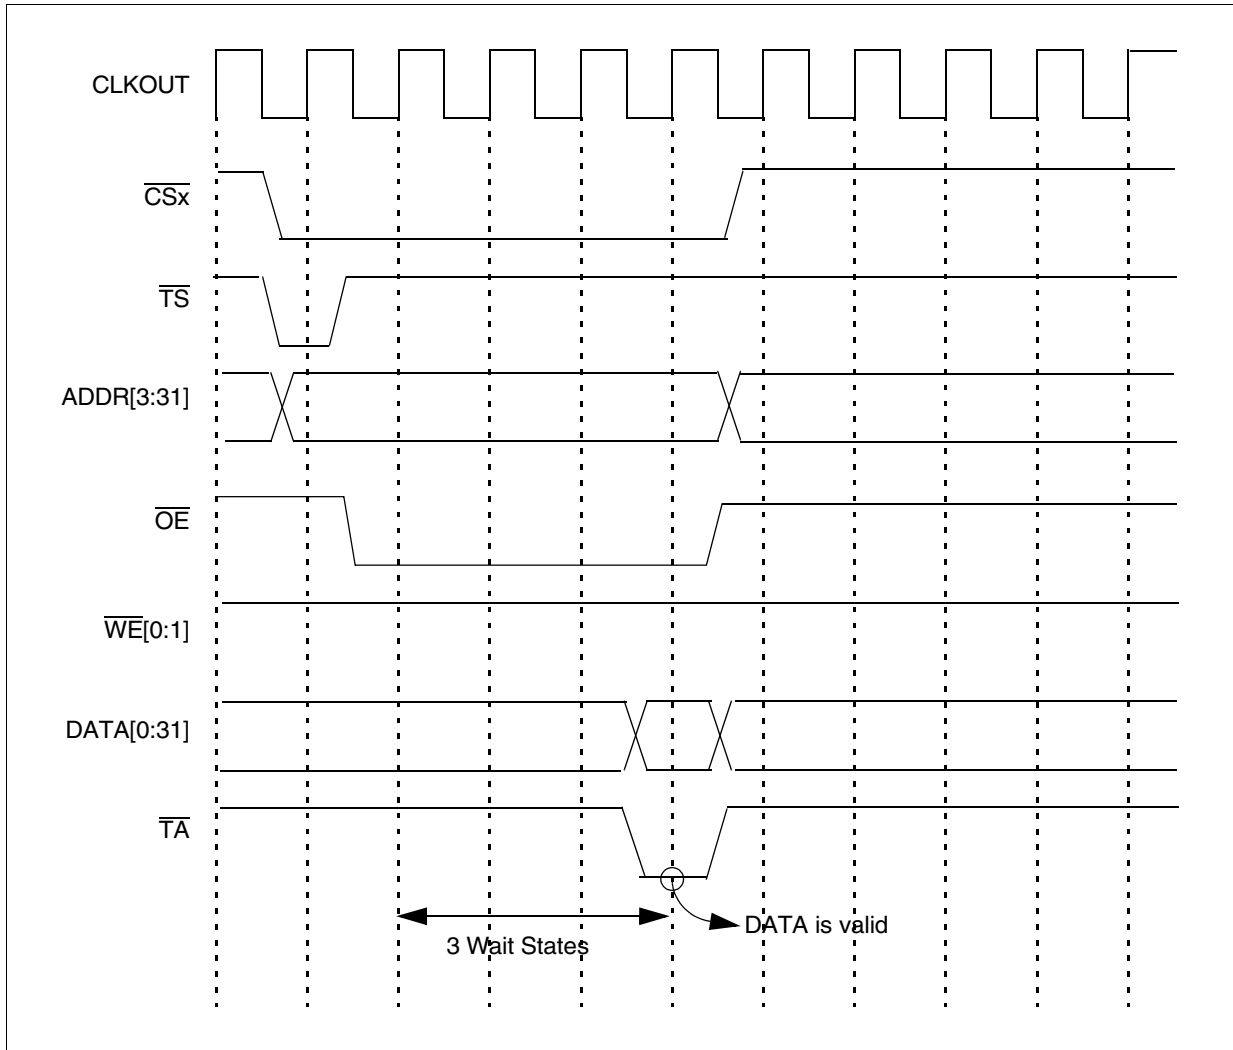 CLKOUT
CSx
TS
ADDR[3:31]
OE
WE[0:1]
DATA[0:31]
TA
DATA is valid
3 Wait States